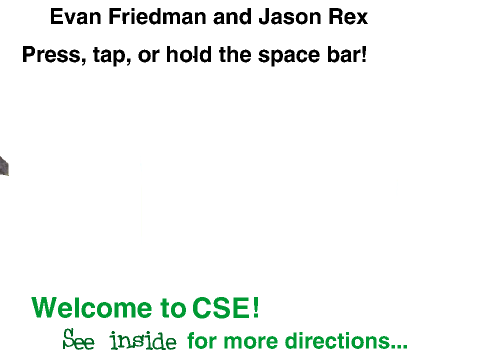 Evan Friedman and Jason Rex
Press, tap, or hold the space bar!
Welcome to CSE!
See inside for more directions...